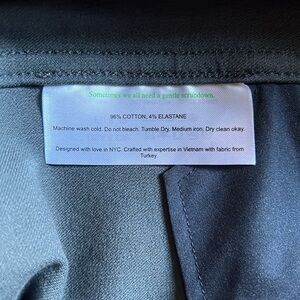 Sometimes we all need a gentle scrubdown.
96% COTTON, 4% ELASTANE
Machine wash cold. Do not bleach. Tumble Dry. Medium iron. Dry clean okay.
Designed with love in NYC. Crafted with expertise in Vietnam with fabric from
Turkey.